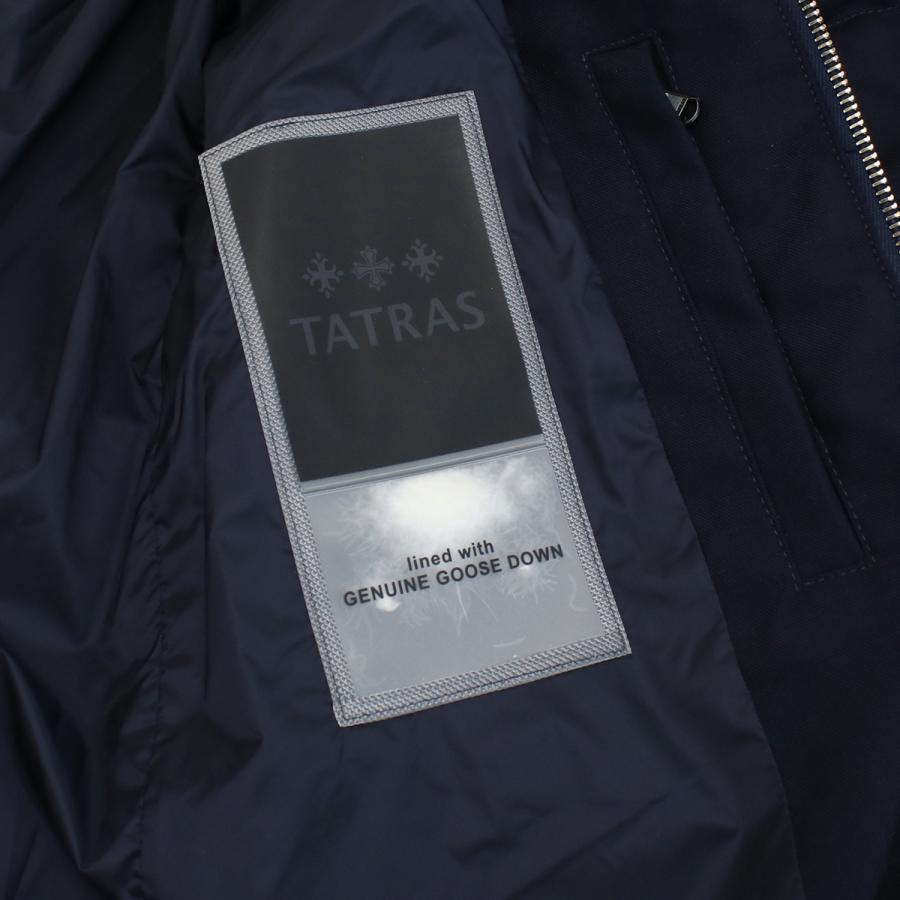 TATRAS
lined with
GENUINE GOOSE DOWN